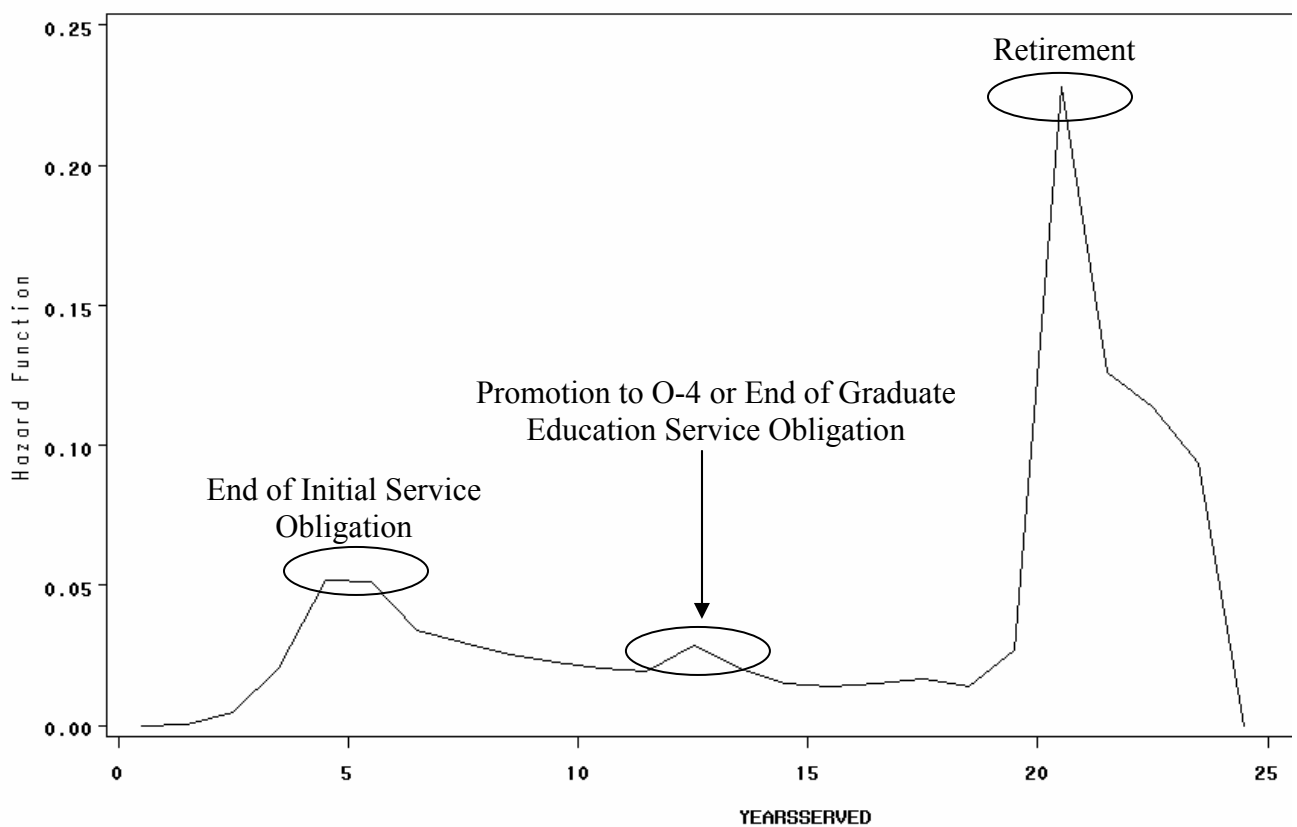 0.25
Retirement
0.20
0.15
Hazard Function
Promotion to O-4 or End of Graduate
Education Service Obligation
0.10
End of Initial Service
Obligation
0.05
0.00
0 5 10 15 20 25
YEARSSERVED